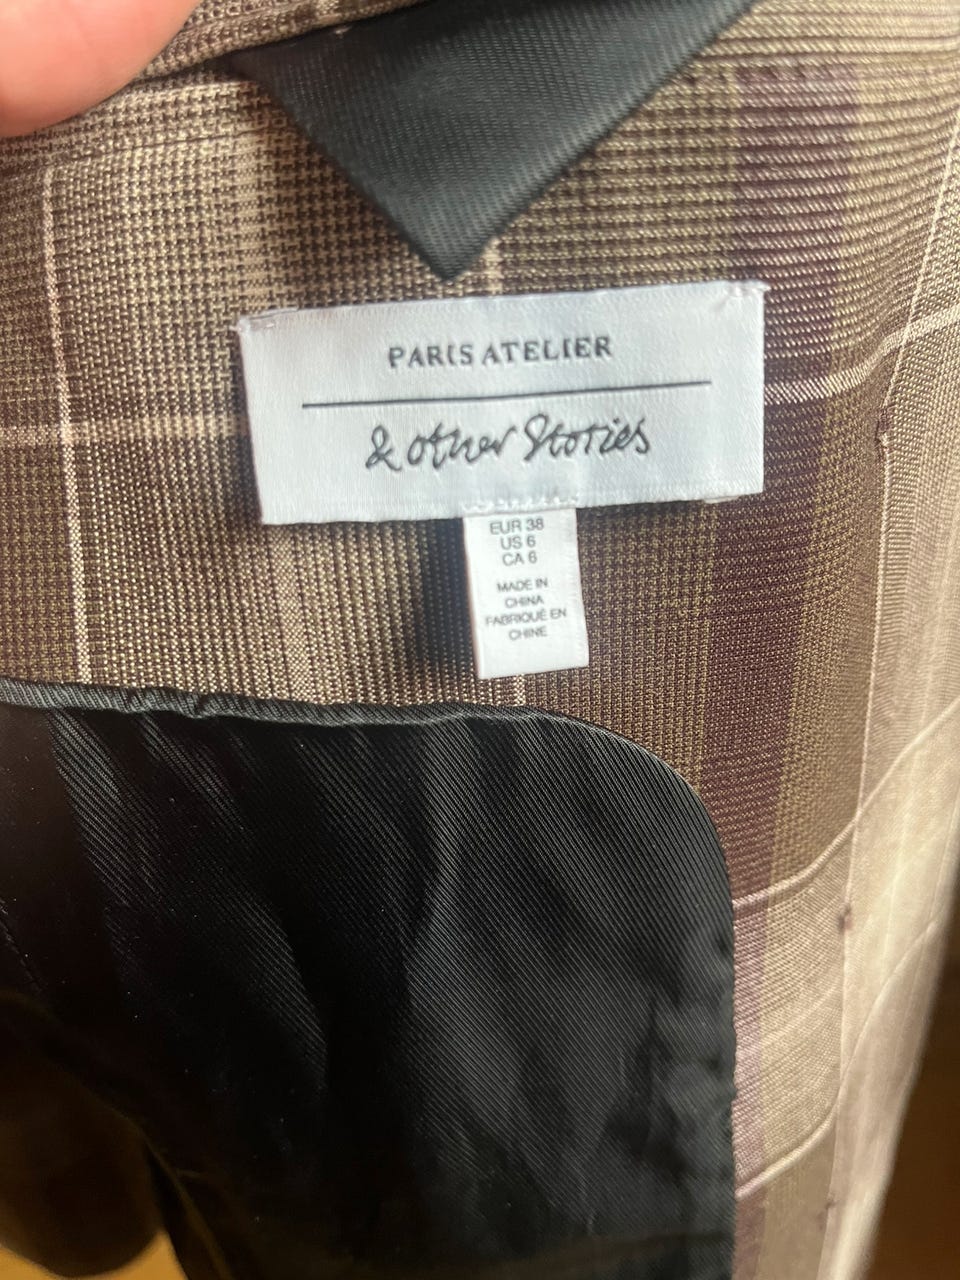 PARIS ATELIER
& other Stories
EUR 38
US 6
CA 6
MADE IN
CHINA
FABRIQUÉ EN
CHINE